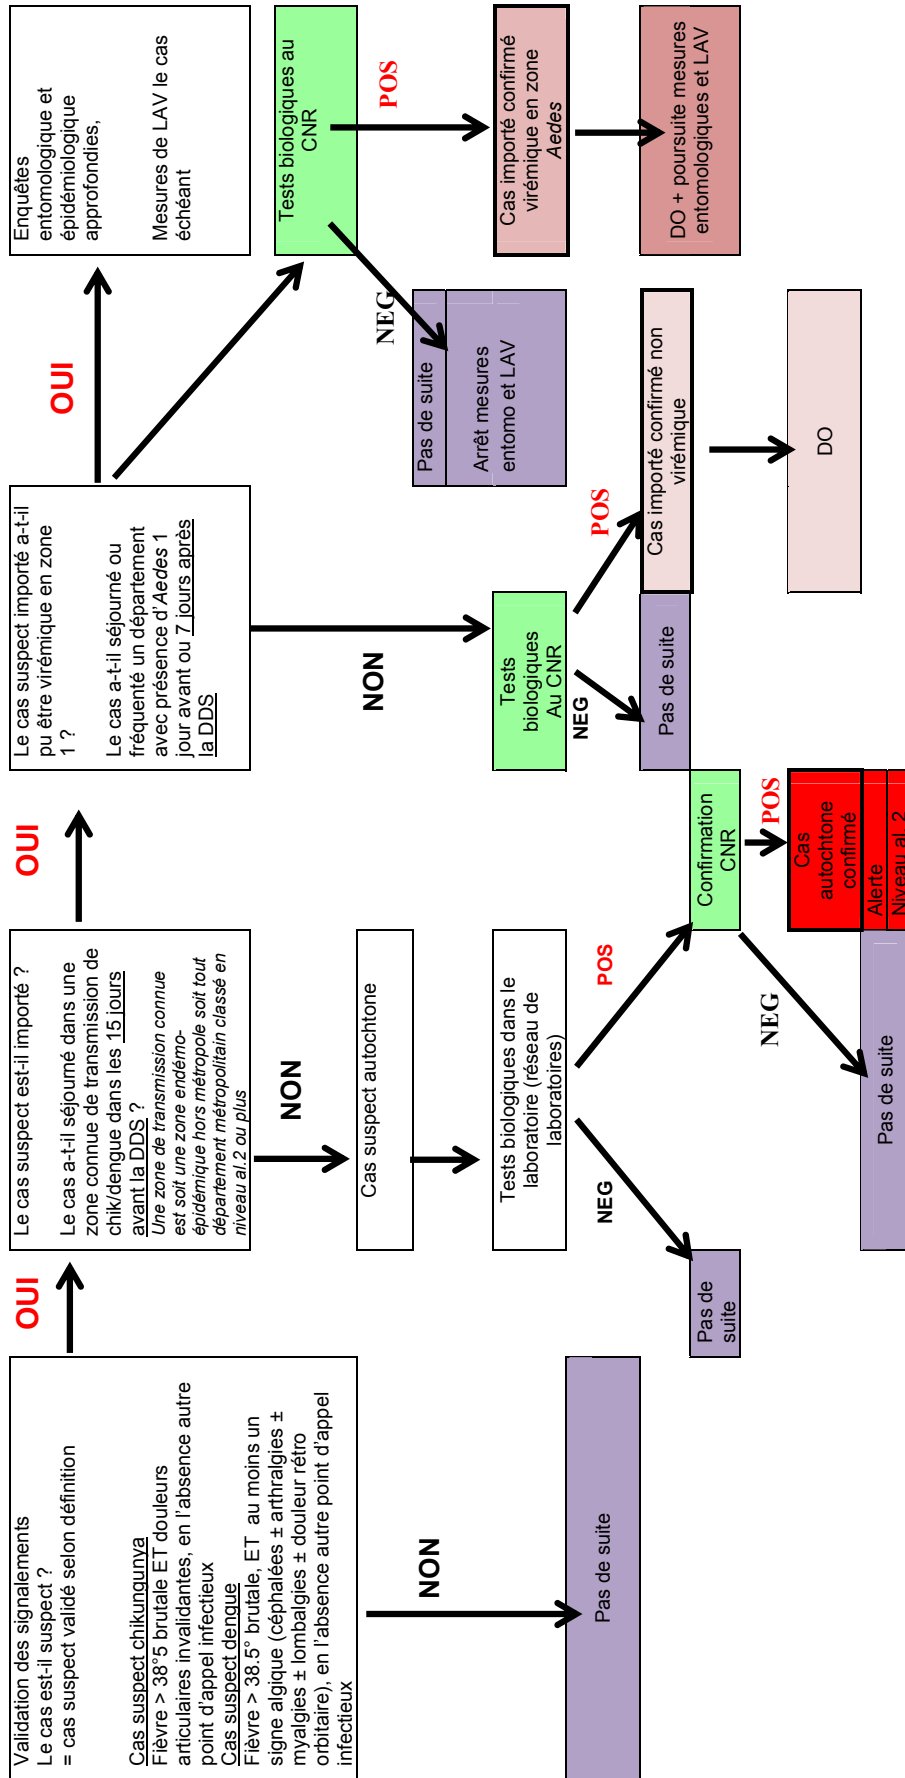 Validation des signalements
Le cas est-il suspect ?
= cas suspect validé selon définition
Cas suspect chikungunya
Fièvre > 38°5 brutale ET douleurs
articulaires invalidantes, en l'absence autre
point d'appel infectieux
Cas suspect dengue
Fièvre > 38.5° brutale, ET au moins un
signe algique (céphalées ± arthralgies ±
myalgies ± lombalgies ± douleur rétro
orbitaire), en l'absence autre point d'appel
infectieux
NON
Pas de suite
OUI
Le cas suspect est-il importé ?
Le cas a-t-il séjourné dans une
zone connue de transmission de
chik/dengue dans les 15 jours
avant la DDS ?
Une zone de transmission connue
est soit une zone endémo-
épidémique hors métropole soit tout
département métropolitain classé en
niveau al.2 ou plus
NON
Cas suspect autochtone
Tests biologiques dans le
laboratoire (réseau de
laboratoires)
NEG
Pas de
suite
POS
Confirmation
CNR
NEG
Pas de suite
POS
Cas
autochtone
confirmé
Alerte
Niveau al.2
OUI
Le cas suspect importé a-t-il
pu être virémique en zone
1 ?
Le cas a-t-il séjourné ou
fréquenté un département
avec présence d'Aedes 1
jour avant ou 7 jours après
la DDS
NON
Tests
biologiques
Au CNR
NEG
Pas de suite
POS
Cas importé confirmé non
virémique
DO
OUI
Enquêtes
entomologique et
épidémiologique
approfondies,
Mesures de LAV le cas
échéant
Tests biologiques au
CNR
NEG
Pas de suite
Arrêt mesures
entomo et LAV
POS
Cas importé confirmé
virémique en zone
Aedes
DO + poursuite mesures
entomologiques et LAV